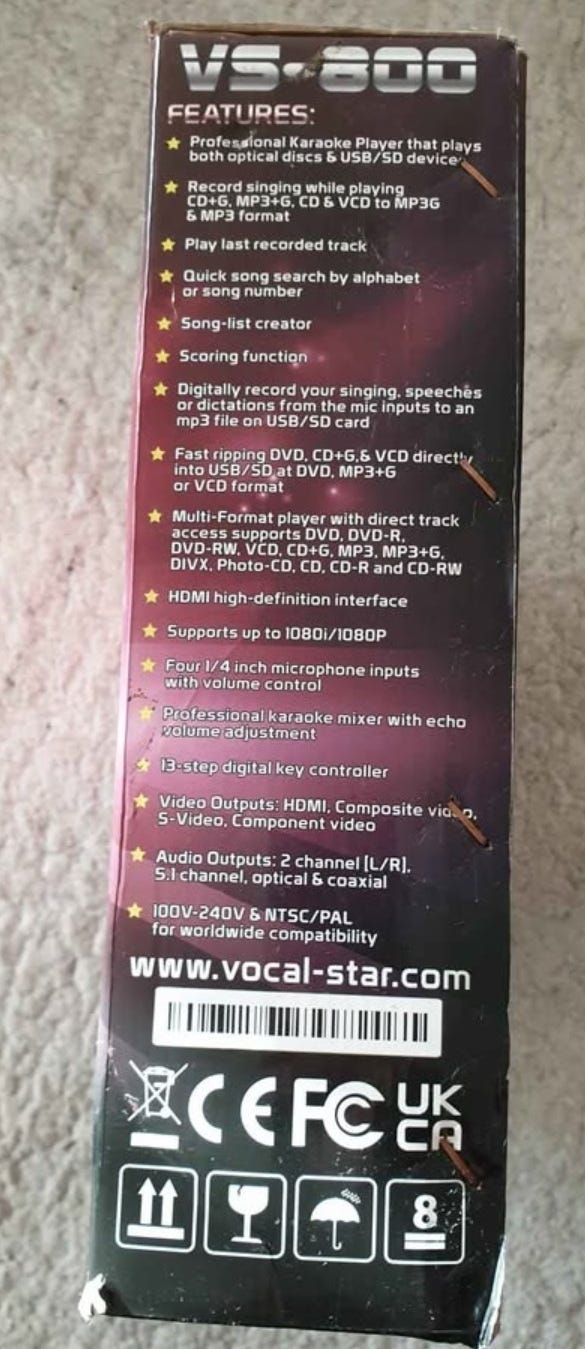 VS-800
FEATURES:
Professional Karaoke Player that plays
both optical discs & USB/SD device
Record singing while playing
CD+G, MP3+G, CD & VCD to MP3G
& MP3 format
Play last recorded track
Quick song search by alphabet
or song number
Song-list creator
Scoring function
Digitally record your singing, speeches
or dictations from the mic inputs to an
mp3 file on USB/SD card
Fast ripping DVD, CD+G,& VCD directly
into USB/SD at DVD, MP3+G
or VCD format
Multi-Format player with direct track
access supports DVD, DVD-R,
DVD-RW, VCD, CD+G, MP3, MP3+G,
DIVX, Photo-CD, CD, CD-R and CD-RW
HDMI high-definition interface
Supports up to 1080i/1080P
Four 1/4 inch microphone inputs
with volume control
Professional karaoke mixer with echo
volume adjustment
13-step digital key controller
Video Outputs: HDMI, Composite video,
S-Video, Component video
Audio Outputs: 2 channel [L/R],
5.1 channel, optical & coaxial
100V-240V & NTSC/PAL
for worldwide compatibility
www.vocal-star.com
CE FC UK
CA
8